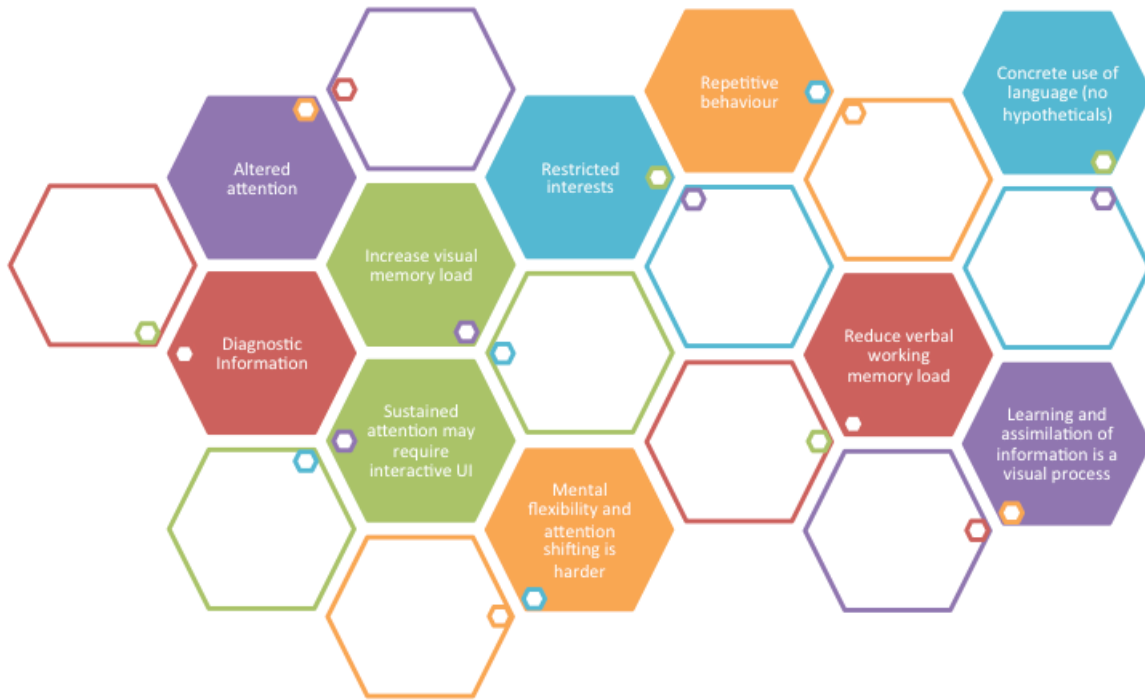 Repetitive
behaviour
Concrete use of
language (no
hypotheticals)
Altered
attention
Restricted
interests
Increase visual
memory load
Diagnostic
Information
Reduce verbal
working
memory load
Sustained
attention may
require
interactive UI
Learning and
assimilation of
information is a
visual process
Mental
flexibility and
attention
shifting is
harder